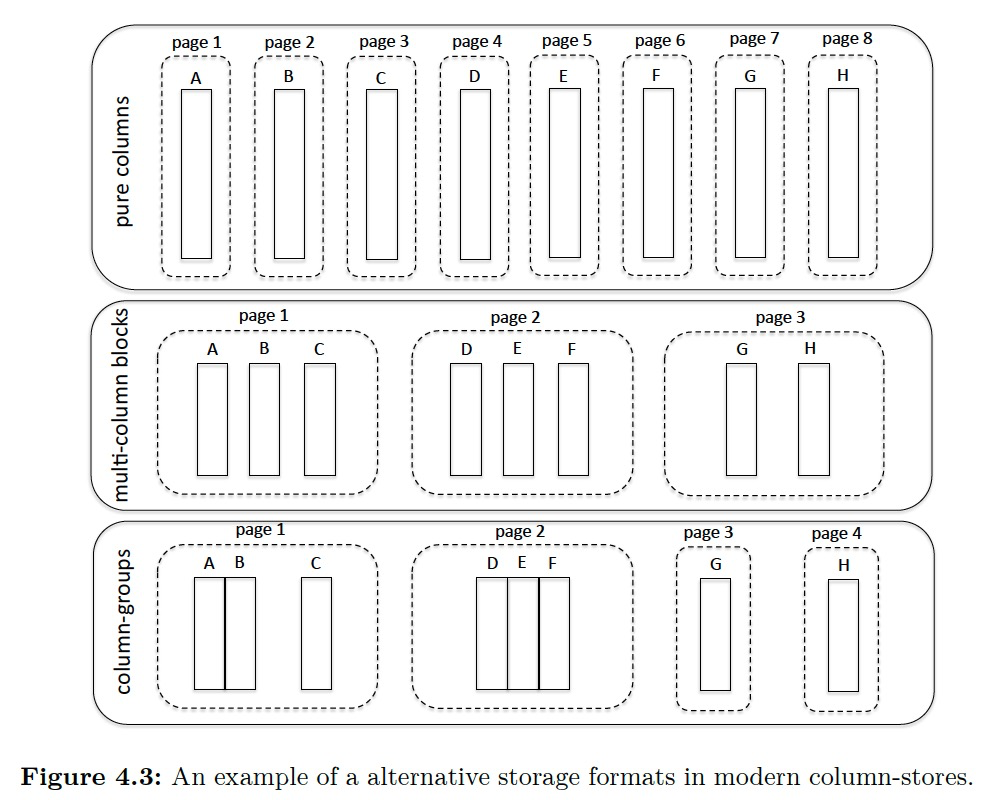 page 1 page 2 page 3 page 4 page 5 page 6 page 7 page 8
A B C D E F G H
pure columns
page 1 page 2 page 3
A B C D E F G H
multi-column blocks
page 1 page 2 page 3 page 4
A B C D E F G H
column-groups
Figure 4.3: An example of a alternative storage formats in modern column-stores.